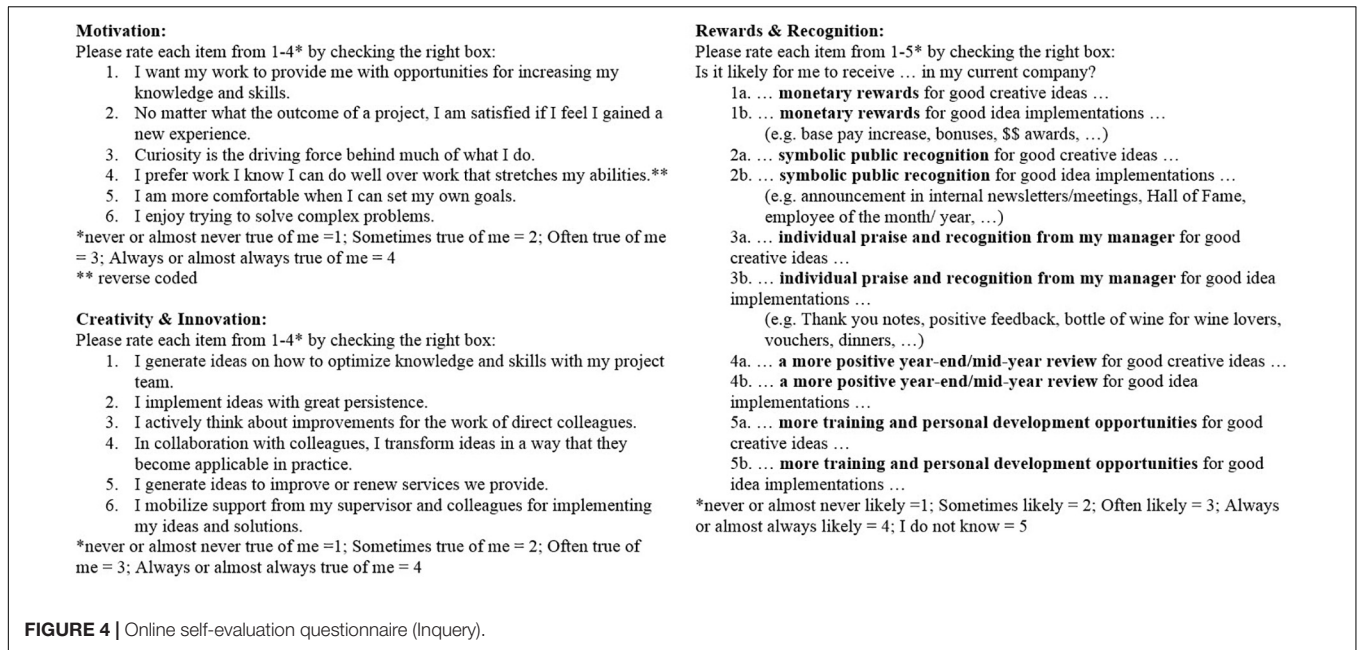 Motivation:
Please rate each item from 1-4* by checking the right box:
1. I want my work to provide me with opportunities for increasing my
knowledge and skills.
2. No matter what the outcome of a project, I am satisfied if I feel I gained a
new experience.
3. Curiosity is the driving force behind much of what I do.
4. I prefer work I know I can do well over work that stretches my abilities.**
5. I am more comfortable when I can set my own goals.
6. I enjoy trying to solve complex problems.
*never or almost never true of me =1; Sometimes true of me = 2; Often true of me
= 3; Always or almost always true of me = 4
** reverse coded
Creativity & Innovation:
Please rate each item from 1-4* by checking the right box:
1. I generate ideas on how to optimize knowledge and skills with my project
team.
2. I implement ideas with great persistence.
3. I actively think about improvements for the work of direct colleagues.
4. In collaboration with colleagues, I transform ideas in a way that they
become applicable in practice.
5. I generate ideas to improve or renew services we provide.
6. I mobilize support from my supervisor and colleagues for implementing
my ideas and solutions.
*never or almost never true of me =1; Sometimes true of me = 2; Often true of
me = 3; Always or almost always true of me = 4
Rewards & Recognition:
Please rate each item from 1-5* by checking the right box:
Is it likely for me to receive … in my current company?
1a. … monetary rewards for good creative ideas …
1b. … monetary rewards for good idea implementations …
(e.g. base pay increase, bonuses, $$ awards, …)
2a. … symbolic public recognition for good creative ideas …
2b. … symbolic public recognition for good idea implementations …
(e.g. announcement in internal newsletters/meetings, Hall of Fame,
employee of the month/ year, …)
3a. … individual praise and recognition from my manager for good
creative ideas …
3b. … individual praise and recognition from my manager for good idea
implementations …
(e.g. Thank you notes, positive feedback, bottle of wine for wine lovers,
vouchers, dinners, …)
4a. … a more positive year-end/mid-year review for good creative ideas …
4b. … a more positive year-end/mid-year review for good idea
implementations …
5a. … more training and personal development opportunities for good
creative ideas …
5b. … more training and personal development opportunities for good
idea implementations …
*never or almost never likely =1; Sometimes likely = 2; Often likely = 3; Always
or almost always likely = 4; I do not know = 5
FIGURE 4 | Online self-evaluation questionnaire (Inquery).